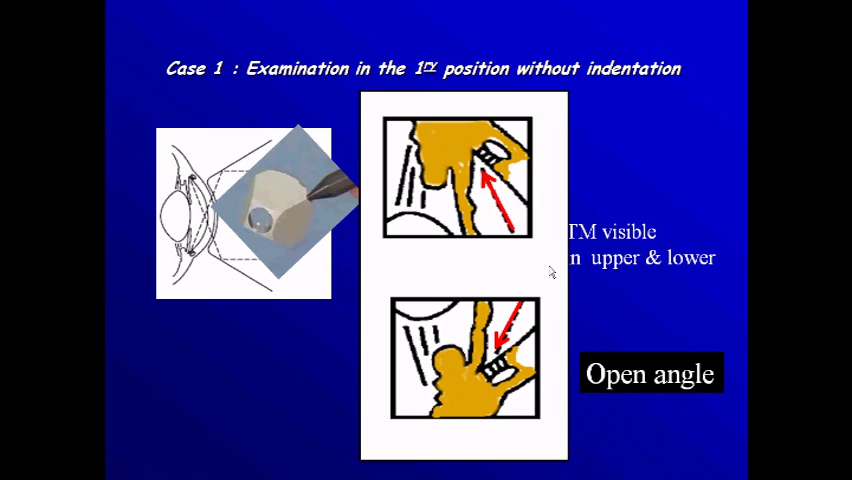 Case 1 : Examination in the 1ry position without indentation
TM visible
n upper & lower
Open angle